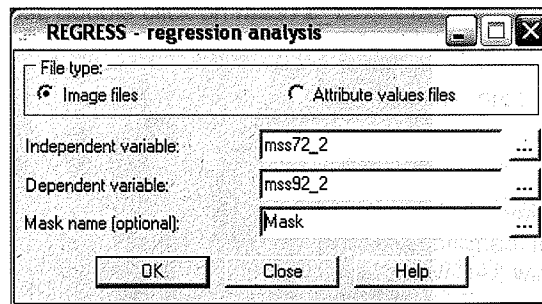 REGRESS - regression analysis
File type:
Image files Attribute values files
Independent variable: mss72_2 ...
Dependent variable: mss92_2 ...
Mask name (optional): Mask ...
OK Close Help